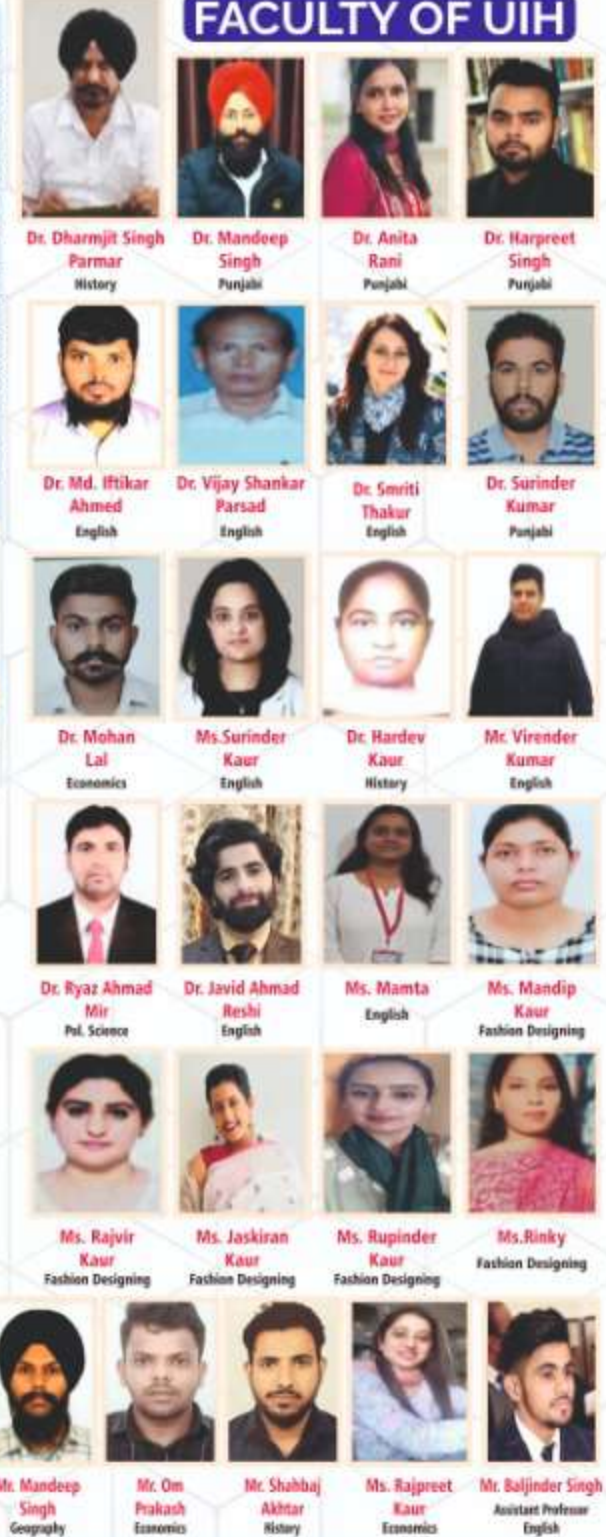 FACULTY OF UIH
Dr. Dharmjit Singh
Parmar
History
Dr. Mandeep
Singh
Punjabi
Dr. Anita
Rani
Punjabi
Dr. Harpreet
Singh
Punjabi
Dr. Md. Iftikar
Ahmed
English
Dr. Vijay Shankar
Parsad
English
Dr. Smriti
Thakur
English
Dr. Surinder
Kumar
Punjabi
Dr. Mohan
Lal
Economics
Ms.Surinder
Kaur
English
Dr. Hardev
Kaur
History
Mr. Virender
Kumar
English
Dr. Ryaz Ahmad
Mir
Pol. Science
Dr. Javid Ahmad
Reshi
English
Ms. Mamta
English
Ms. Mandip
Kaur
Fashion Designing
Ms. Rajvir
Kaur
Fashion Designing
Ms. Jaskiran
Kaur
Fashion Designing
Ms. Rupinder
Kaur
Fashion Designing
Ms.Rinky
Fashion Designing
Mr. Mandeep
Singh
Geography
Mr. Om
Prakash
Economics
Mr. Shahbaj
Akhtar
History
Ms. Rajpreet
Kaur
Economics
Mr. Baljinder Singh
Assistant Professor
English